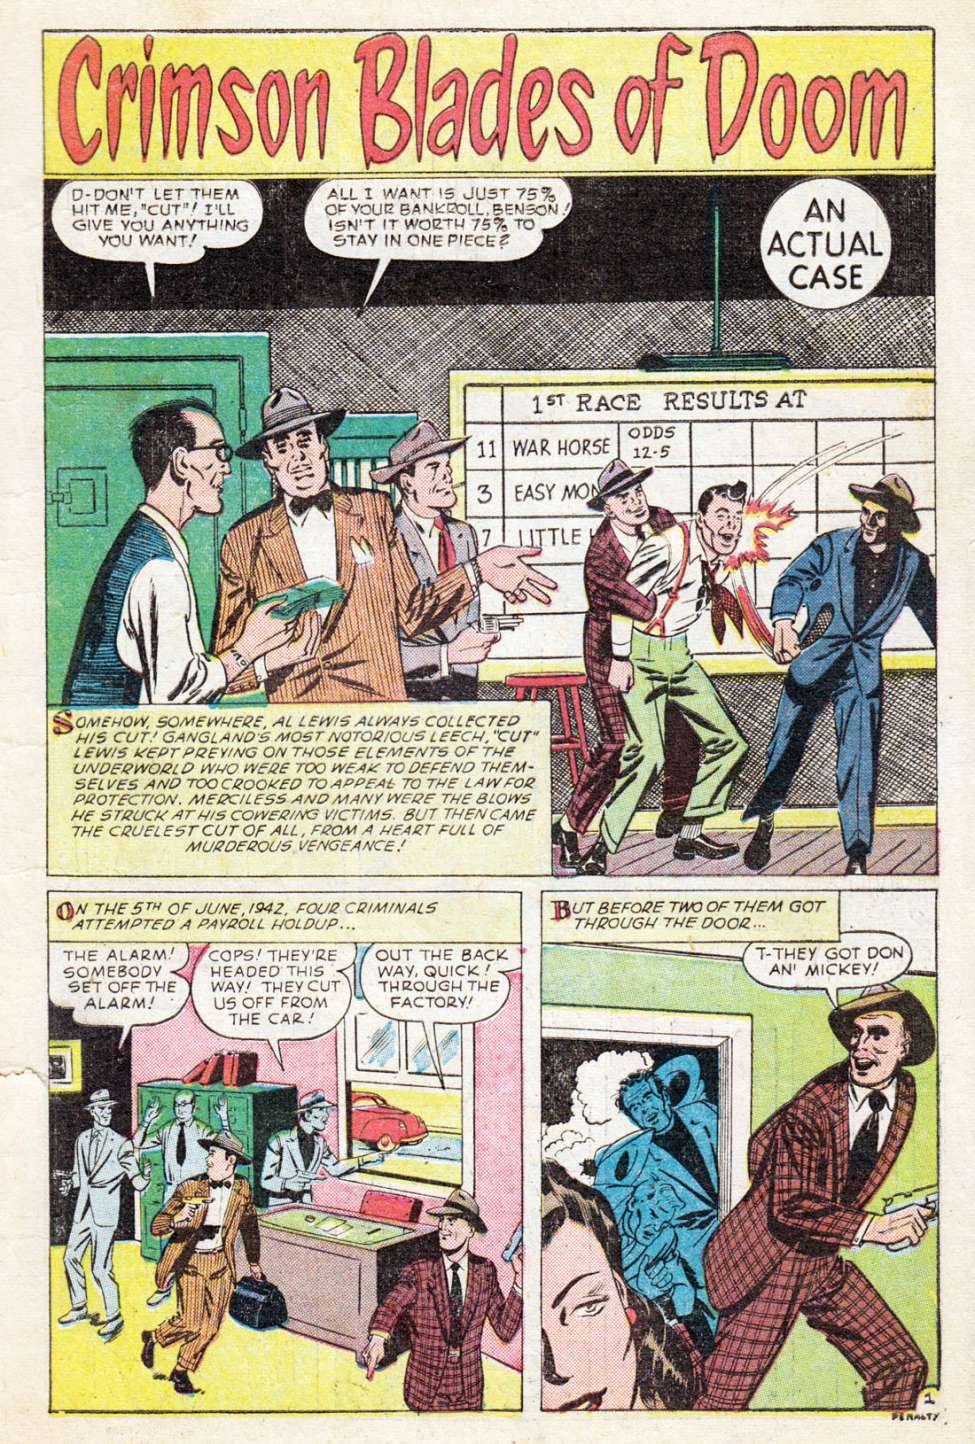 Crimson Blades of Doom
D-DON'T LET THEM
HIT ME, "CUT"! I'LL
GIVE YOU ANYTHING
YOU WANT!
ALL I WANT IS JUST 75%
OF YOUR BANKROLL, BENSON!
ISN'T IT WORTH 75% TO
STAY IN ONE PIECE?
AN
ACTUAL
CASE
1ST RACE RESULTS AT
ODDS
11 WAR HORSE 12-5
3 EASY MON
7 LITTLE
SOMEHOW, SOMEWHERE, AL LEWIS ALWAYS COLLECTED
HIS CUT! GANGLAND'S MOST NOTORIOUS LEECH, "CUT"
LEWIS KEPT PREYING ON THOSE ELEMENTS OF THE
UNDERWORLD WHO WERE TOO WEAK TO DEFEND THEM-
SELVES AND TOO CROOKED TO APPEAL TO THE LAW FOR
PROTECTION. MERCILESS AND MANY WERE THE BLOWS
HE STRUCK AT HIS COWERING VICTIMS. BUT THEN CAME
THE CRUELEST CUT OF ALL, FROM A HEART FULL OF
MURDEROUS VENGEANCE!
ON THE 5TH OF JUNE, 1942, FOUR CRIMINALS
ATTEMPTED A PAYROLL HOLDUP...
THE ALARM!
SOMEBODY
SET OFF THE
ALARM!
COPS! THEY'RE
HEADED THIS
WAY! THEY CUT
US OFF FROM
THE CAR!
OUT THE BACK
WAY, QUICK!
THROUGH THE
FACTORY!
BUT BEFORE TWO OF THEM GOT
THROUGH THE DOOR...
T-THEY GOT DON
AN' MICKEY!
1
PENALTY